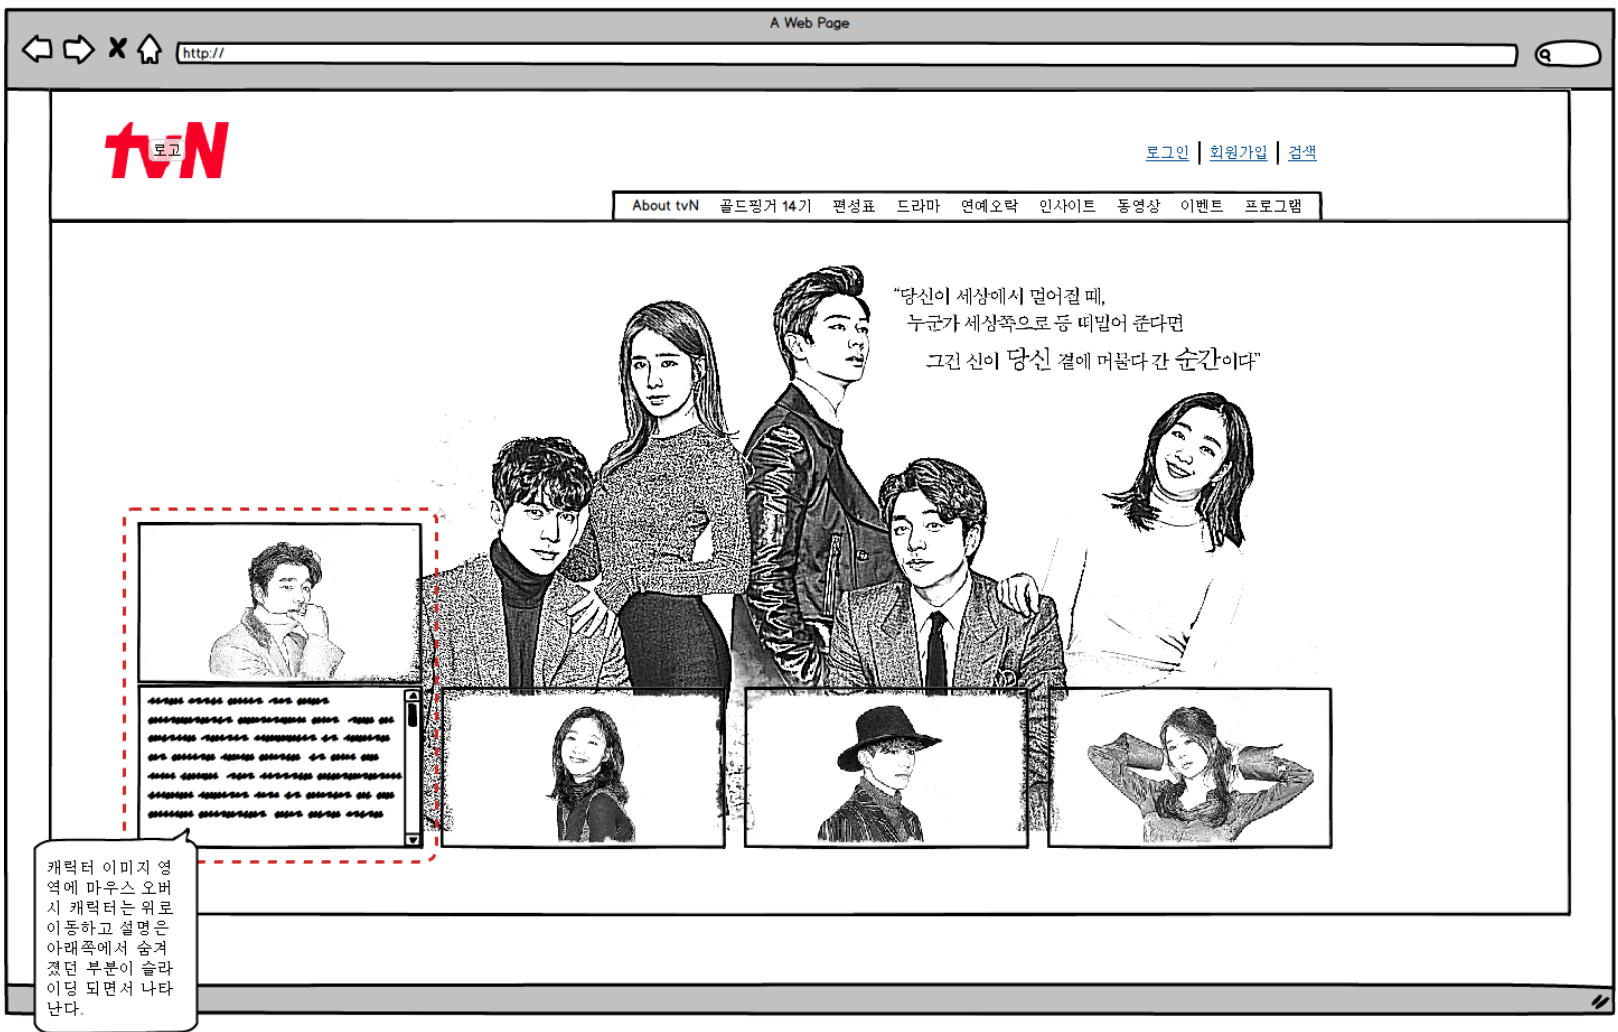 A Web Page
http://
tvN
로고
로그인 회원가입 검색
About tvN 골드핑거 14기 편성표 드라마 연예오락 인사이트 동영상 이벤트 프로그램
“당신이 세상에서 멀어질 때,
누군가 세상쪽으로 등 떠밀어 준다면
그건 신이 당신 곁에 머물다 간 순간이다”
캐릭터 이미지 영
역에 마우스 오버
시 캐릭터는 위로
이동하고 설명은
아래쪽에서 숨겨
졌던 부분이 슬라
이딩 되면서 나타
난다.